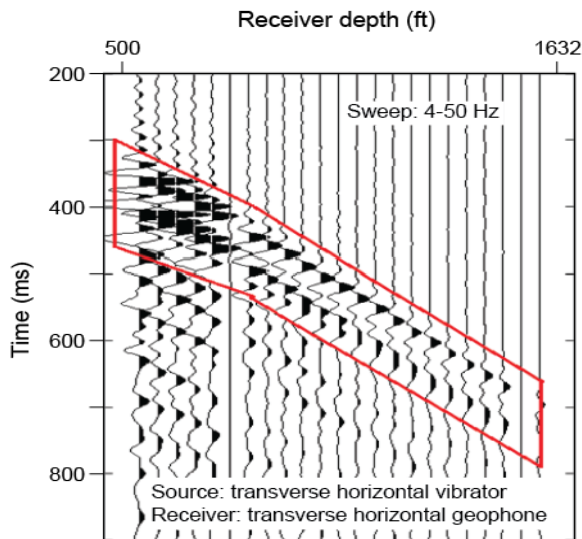 Receiver depth (ft)
500 1632
200
Sweep: 4-50 Hz
400
Time (ms)
600
800
Source: transverse horizontal vibrator
Receiver: transverse horizontal geophone